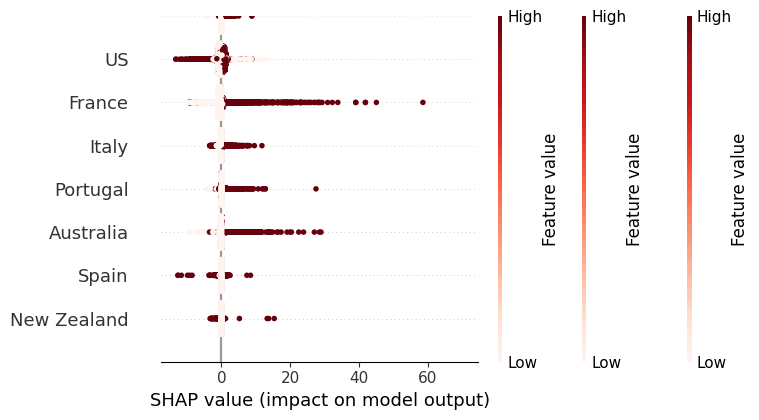 US
France
Italy
Portugal
Australia
Spain
New Zealand
0 20 40 60
SHAP value (impact on model output)
High
Feature value
Low
High
Feature value
Low
High
Feature value
Low